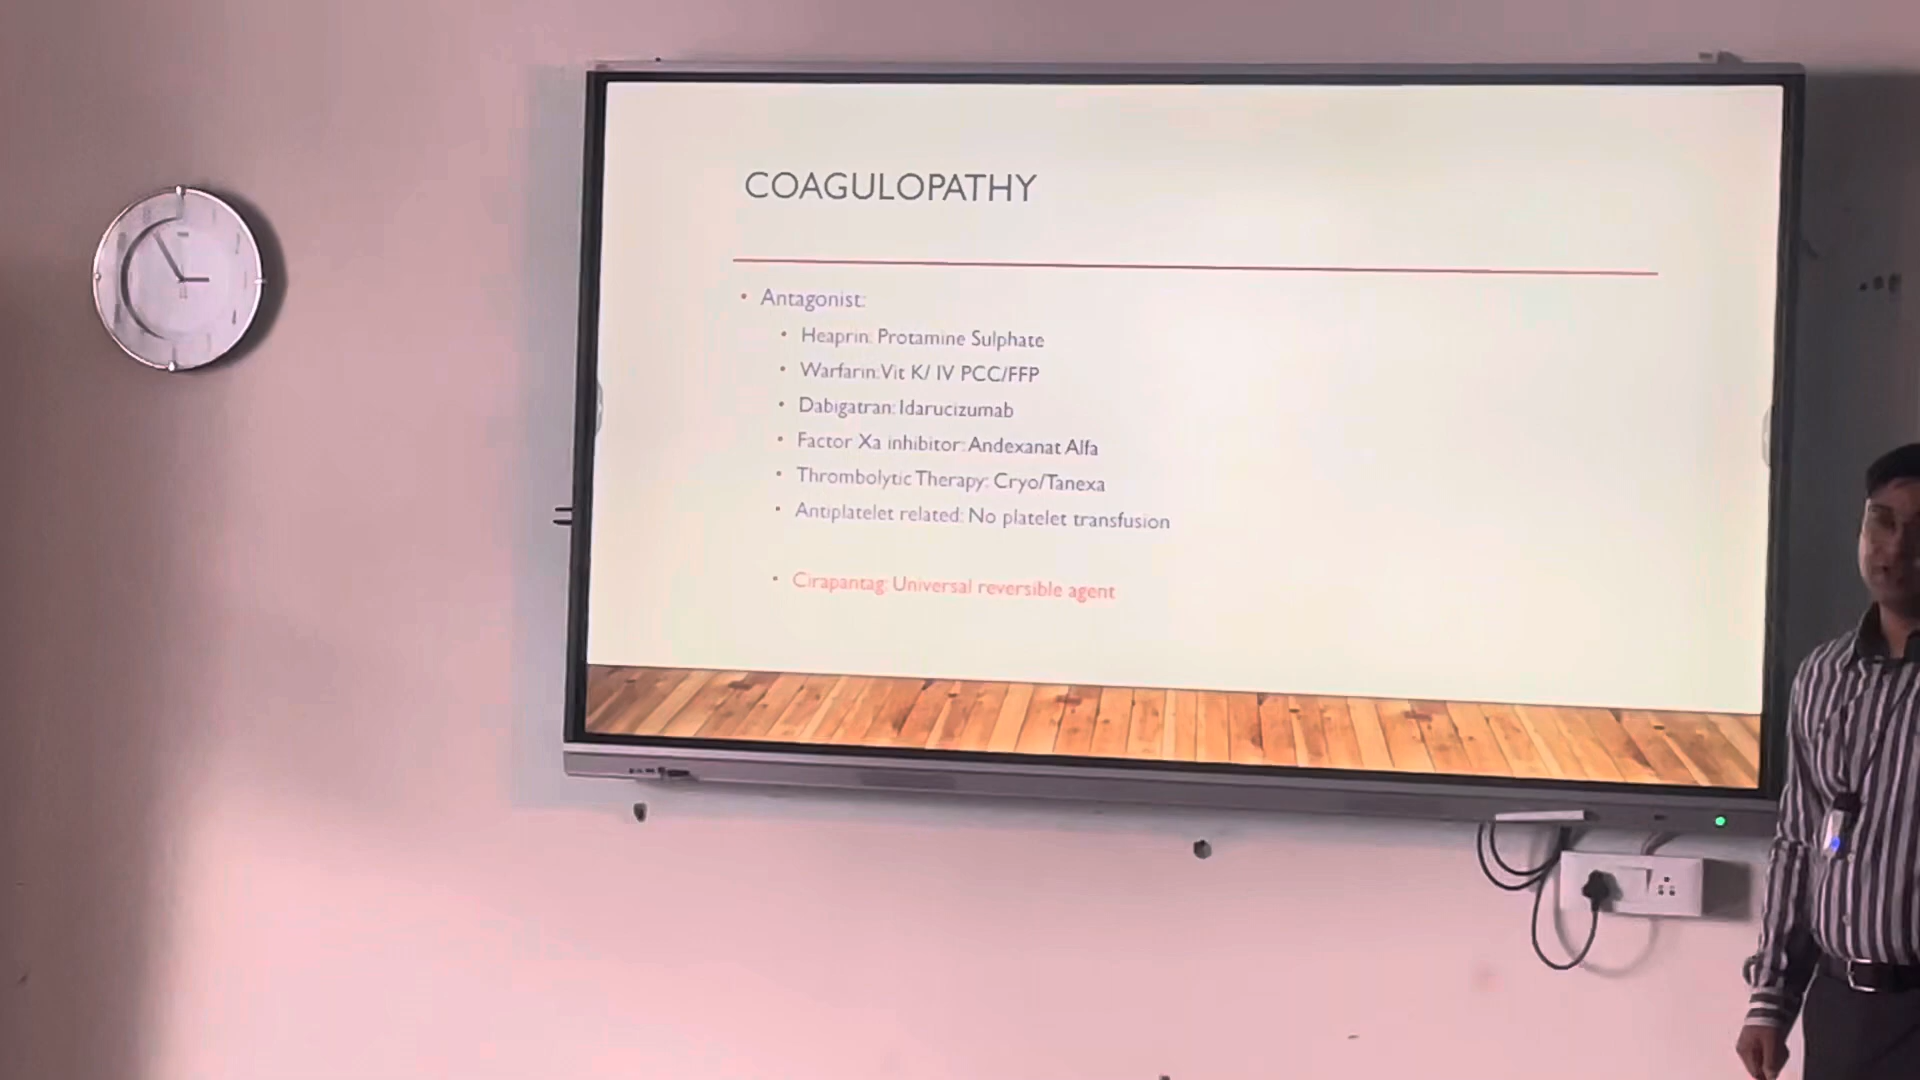 COAGULOPATHY
• Antagonist:
• Heaprin: Protamine Sulphate
• Warfarin: Vit K/ IV PCC/FFP
• Dabigatran: Idarucizumab
• Factor Xa inhibitor: Andexanat Alfa
• Thrombolytic Therapy: Cryo/Tanexa
• Antiplatelet related: No platelet transfusion
• Cirapantag: Universal reversible agent